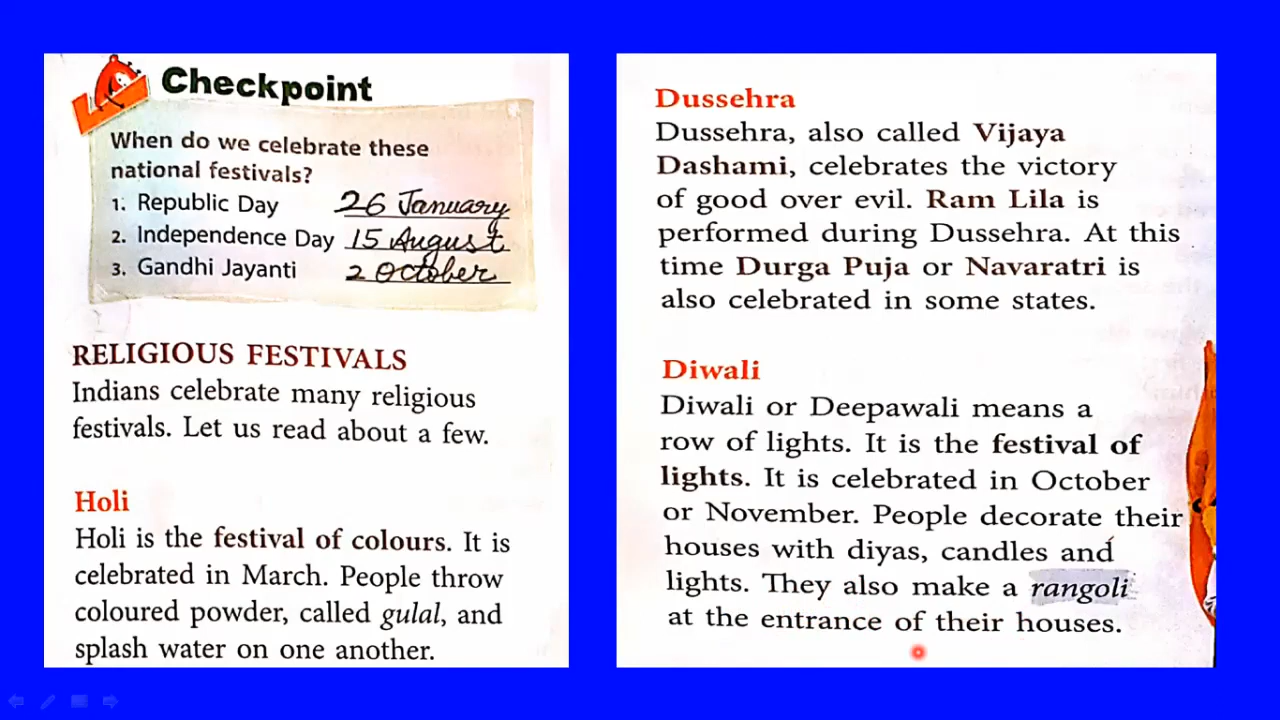 Checkpoint
When do we celebrate these
national festivals?
1. Republic Day 26 January
2. Independence Day 15 August
3. Gandhi Jayanti 2 October
RELIGIOUS FESTIVALS
Indians celebrate many religious
festivals. Let us read about a few.
Holi
Holi is the festival of colours. It is
celebrated in March. People throw
coloured powder, called gulal, and
splash water on one another.
Dussehra
Dussehra, also called Vijaya
Dashami, celebrates the victory
of good over evil. Ram Lila is
performed during Dussehra. At this
time Durga Puja or Navaratri is
also celebrated in some states.
Diwali
Diwali or Deepawali means a
row of lights. It is the festival of
lights. It is celebrated in October
or November. People decorate their
houses with diyas, candles and
lights. They also make a rangoli
at the entrance of their houses.